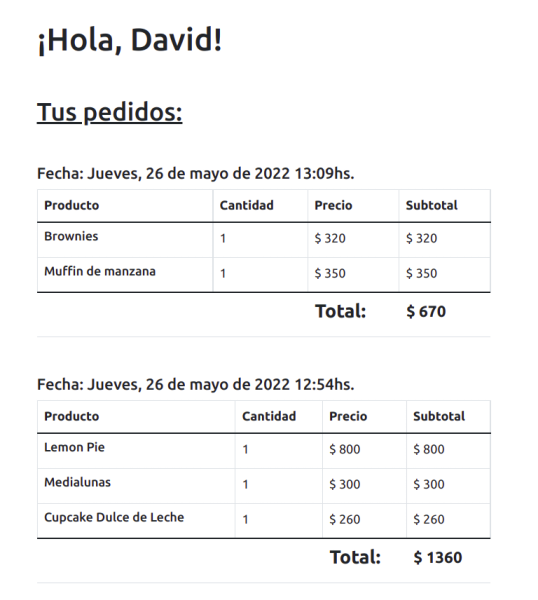 ¡Hola, David!
Tus pedidos:
Fecha: Jueves, 26 de mayo de 2022 13:09hs.
Producto Cantidad Precio Subtotal
Brownies 1 $ 320 $ 320
Muffin de manzana 1 $ 350 $ 350
Total: $ 670
Fecha: Jueves, 26 de mayo de 2022 12:54hs.
Producto Cantidad Precio Subtotal
Lemon Pie 1 $ 800 $ 800
Medialunas 1 $ 300 $ 300
Cupcake Dulce de Leche 1 $ 260 $ 260
Total: $ 1360